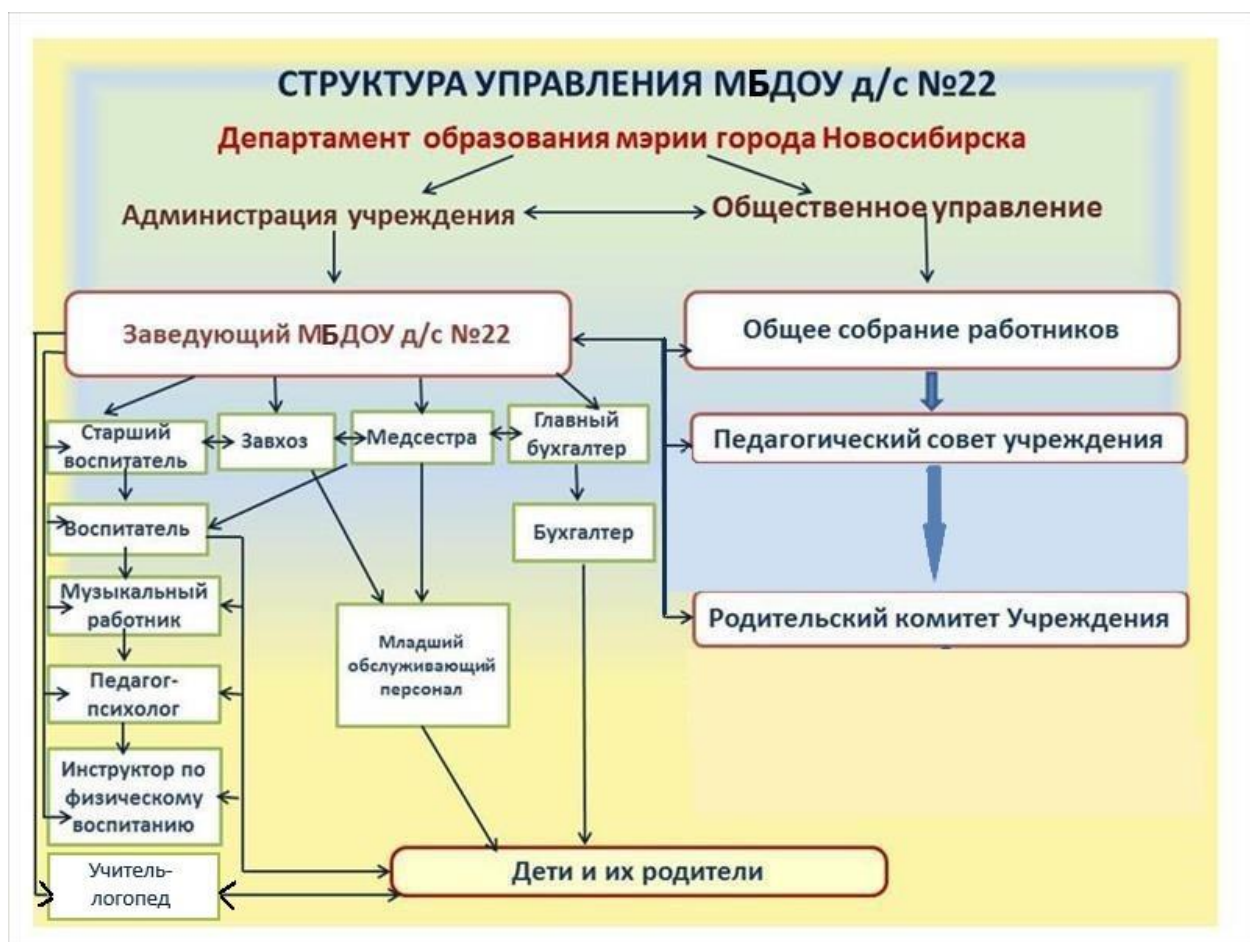 СТРУКТУРА УПРАВЛЕНИЯ МБДОУ д/с №22
Департамент образования мэрии города Новосибирска
Администрация учреждения
Общественное управление
Заведующий МБДОУ д/с №22
Общее собрание работников
Старший
воспитатель
Завхоз
Медсестра
Главный
бухгалтер
Педагогический совет учреждения
Воспитатель
Бухгалтер
Музыкальный
работник
Младший
обслуживающий
персонал
Родительский комитет Учреждения
Педагог-
психолог
Инструктор по
физическому
воспитанию
Учитель-
логопед
Дети и их родители